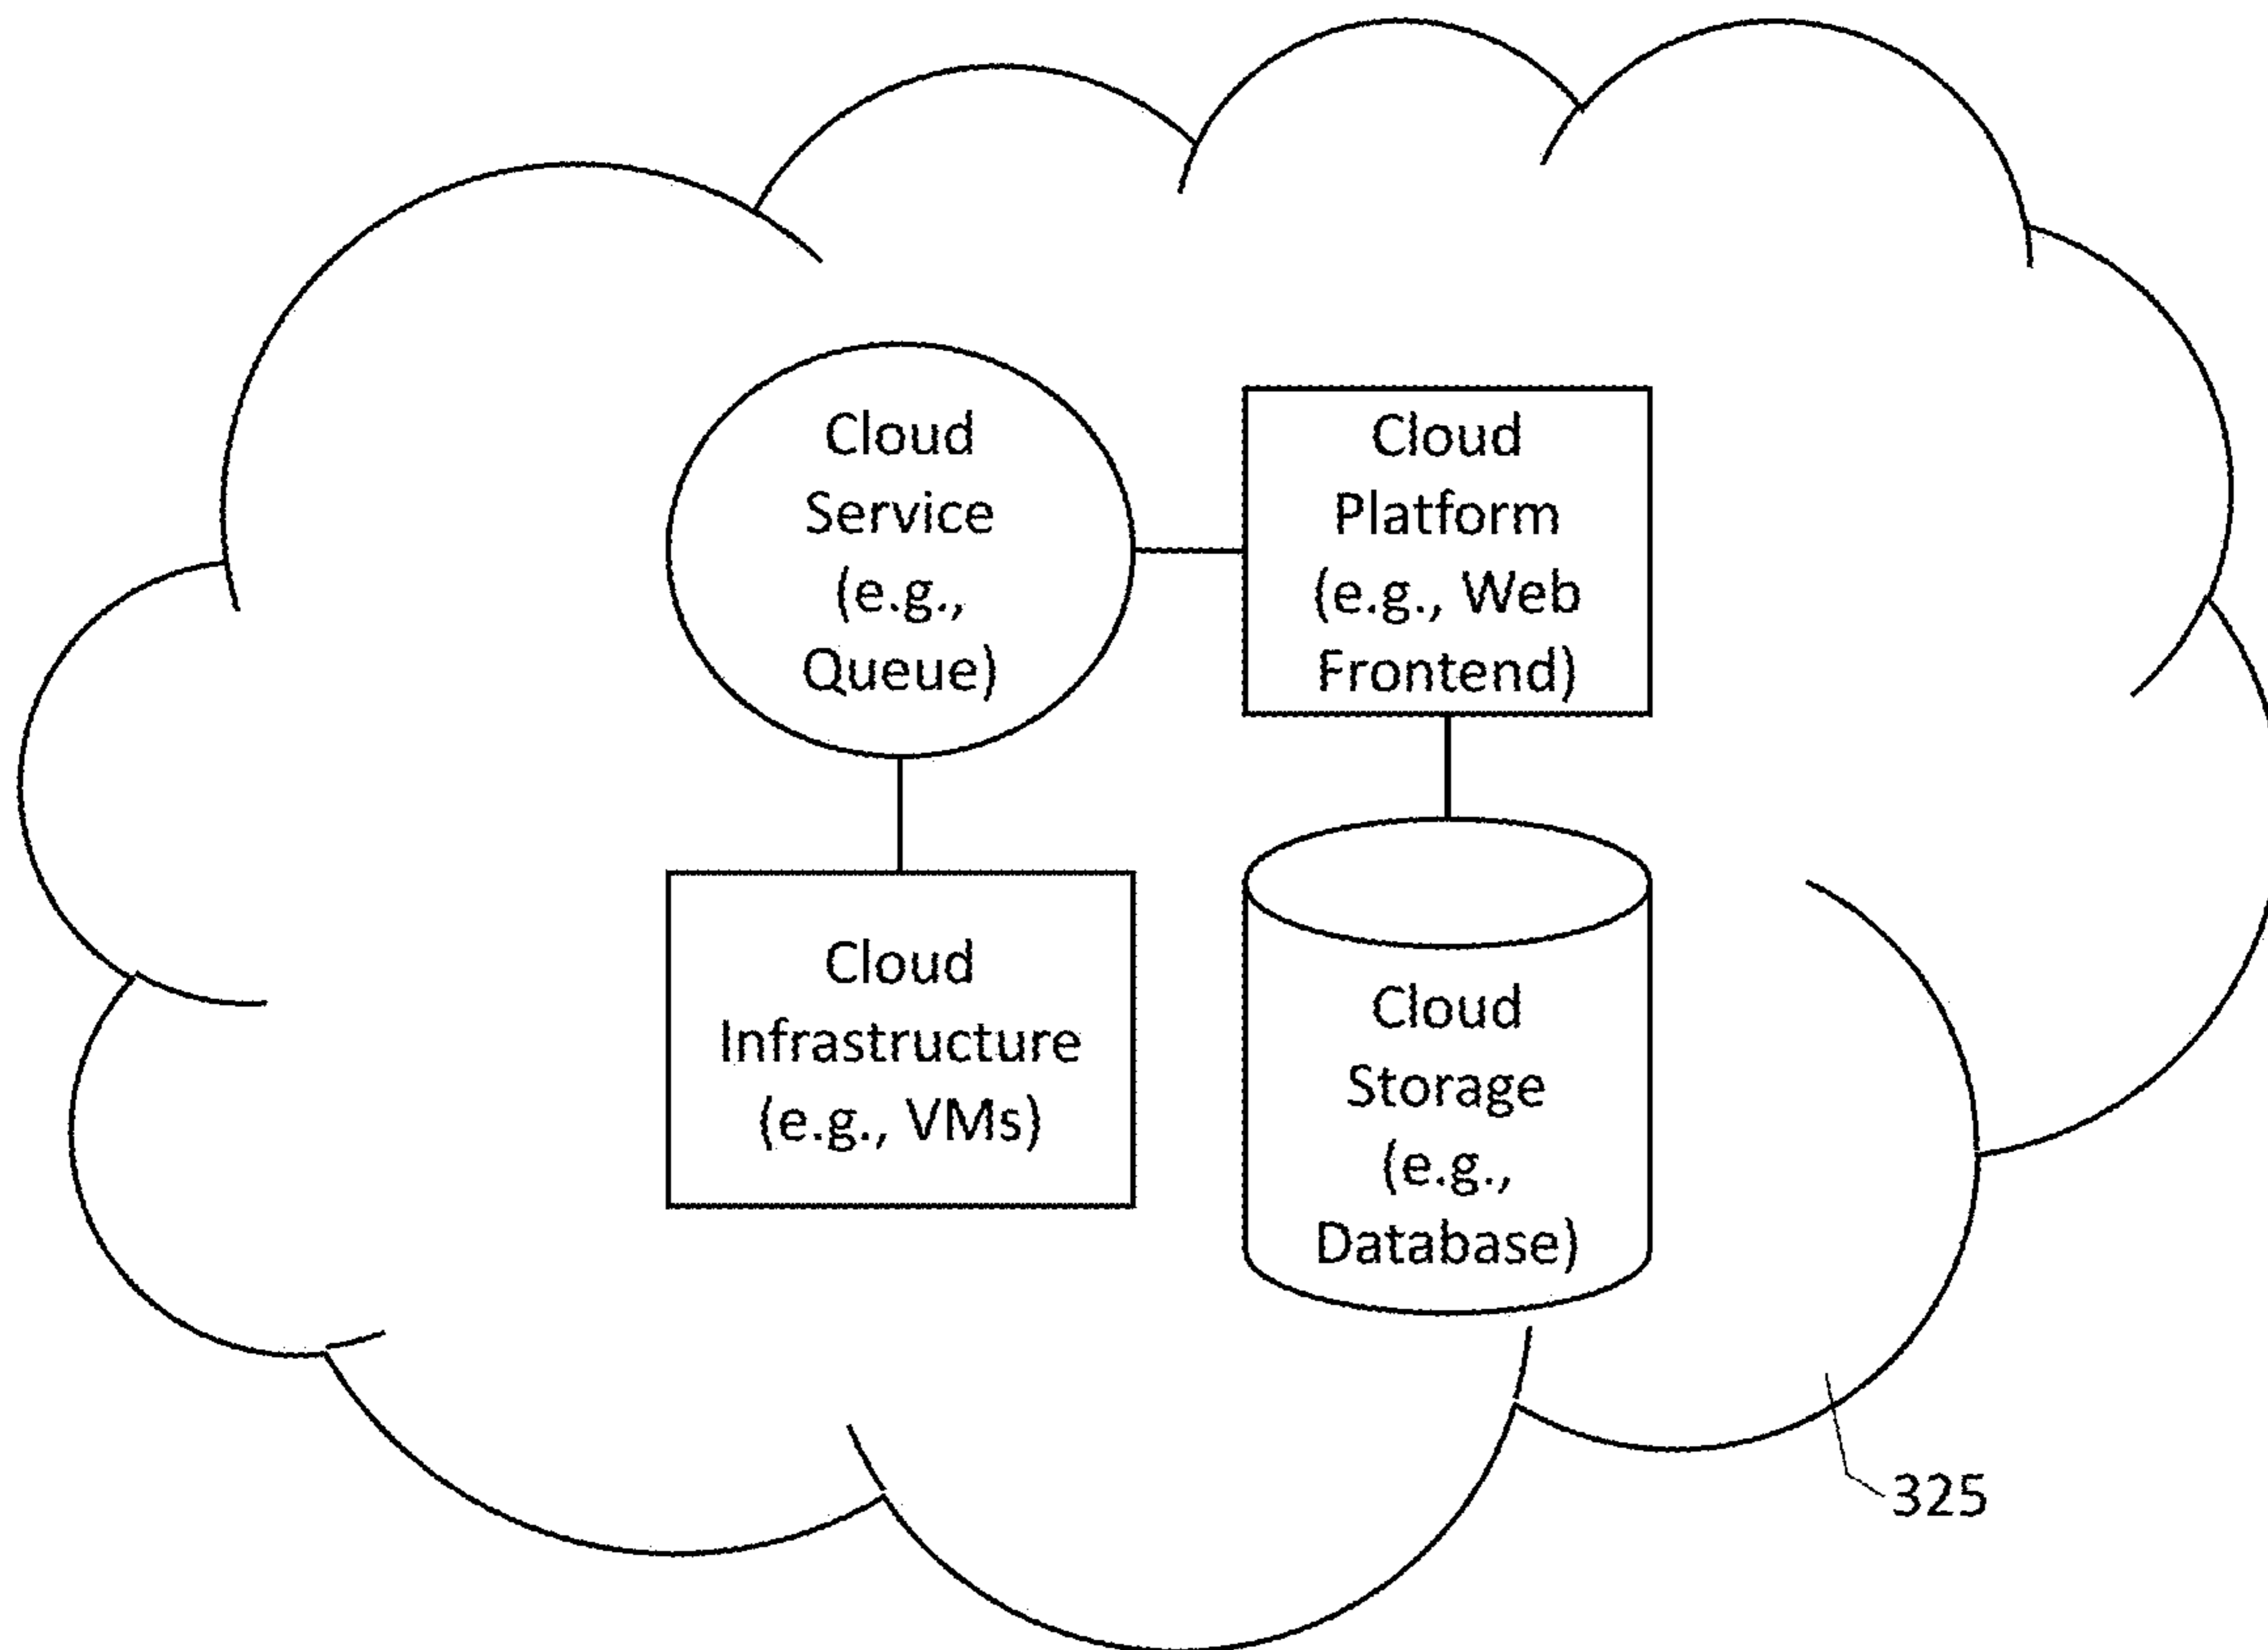 Cloud
Service
(e.g.,
Queue)
Cloud
Platform
(e.g., Web
Frontend)
Cloud
Infrastructure
(e.g., VMs)
Cloud
Storage
(e.g.,
Database)
325